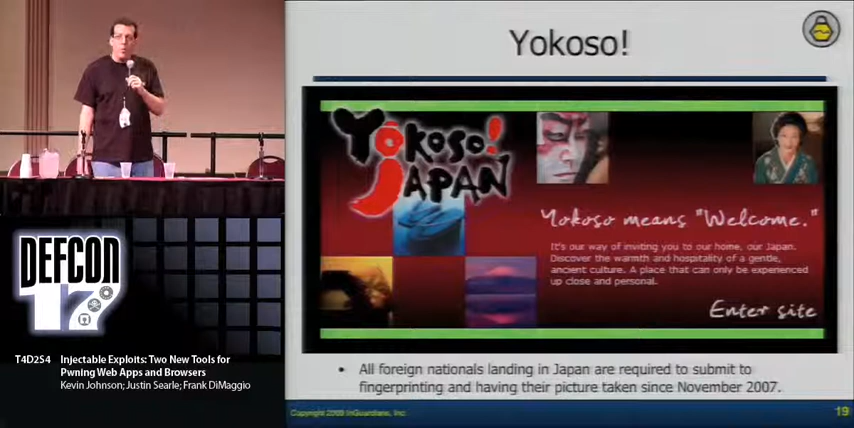 Yokoso!
Yokoso!
JAPAN
Yokoso means "Welcome."
It's our way of inviting you to our home, our Japan.
Discover the warmth and hospitality of a gentle,
ancient culture. A place that can only be experienced
up close and personal.
Enter site
• All foreign nationals landing in Japan are required to submit to
fingerprinting and having their picture taken since November 2007.
Copyright 2009 InGuardians, Inc.
19
DEFCON
17
T4D254 Injectable Exploits: Two New Tools for
Pwning Web Apps and Browsers
Kevin Johnson; Justin Searle; Frank DiMaggio